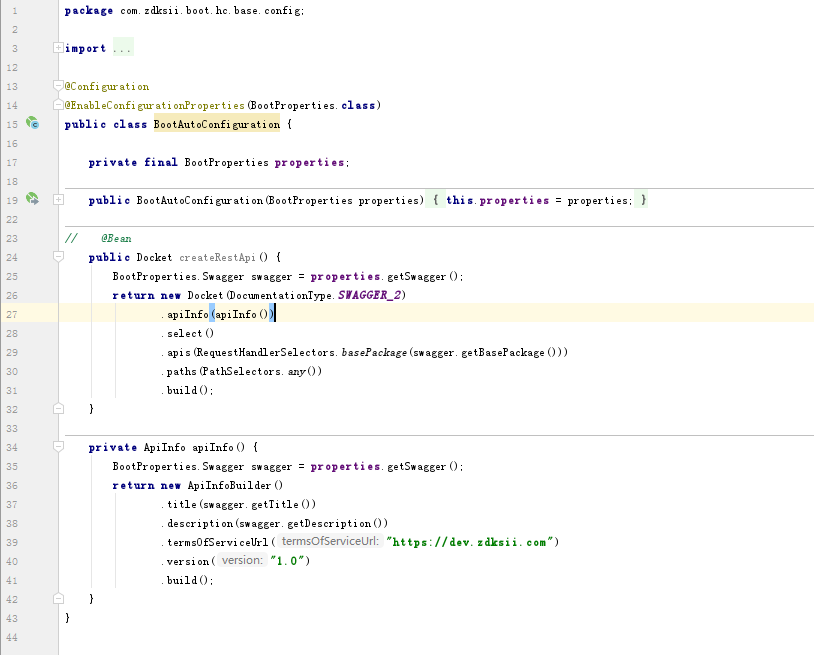 1 package com.zdksii.boot.hc.base.config;
2
3 import ...
12
13 @Configuration
14 @EnableConfigurationProperties(BootProperties.class)
15 public class BootAutoConfiguration {
16
17 private final BootProperties properties;
18
19 public BootAutoConfiguration(BootProperties properties) { this.properties = properties; }
22
23 // @Bean
24 public Docket createRestApi() {
25 BootProperties.Swagger swagger = properties.getSwagger();
26 return new Docket(DocumentationType.SWAGGER_2)
27 .apiInfo(apiInfo())
28 .select()
29 .apis(RequestHandlerSelectors.basePackage(swagger.getBasePackage()))
30 .paths(PathSelectors.any())
31 .build();
32 }
33
34 private ApiInfo apiInfo() {
35 BootProperties.Swagger swagger = properties.getSwagger();
36 return new ApiInfoBuilder()
37 .title(swagger.getTitle())
38 .description(swagger.getDescription())
39 .termsOfServiceUrl( termsOfServiceUrl: "https://dev.zdksii.com")
40 .version( version: "1.0")
41 .build();
42 }
43 }
44